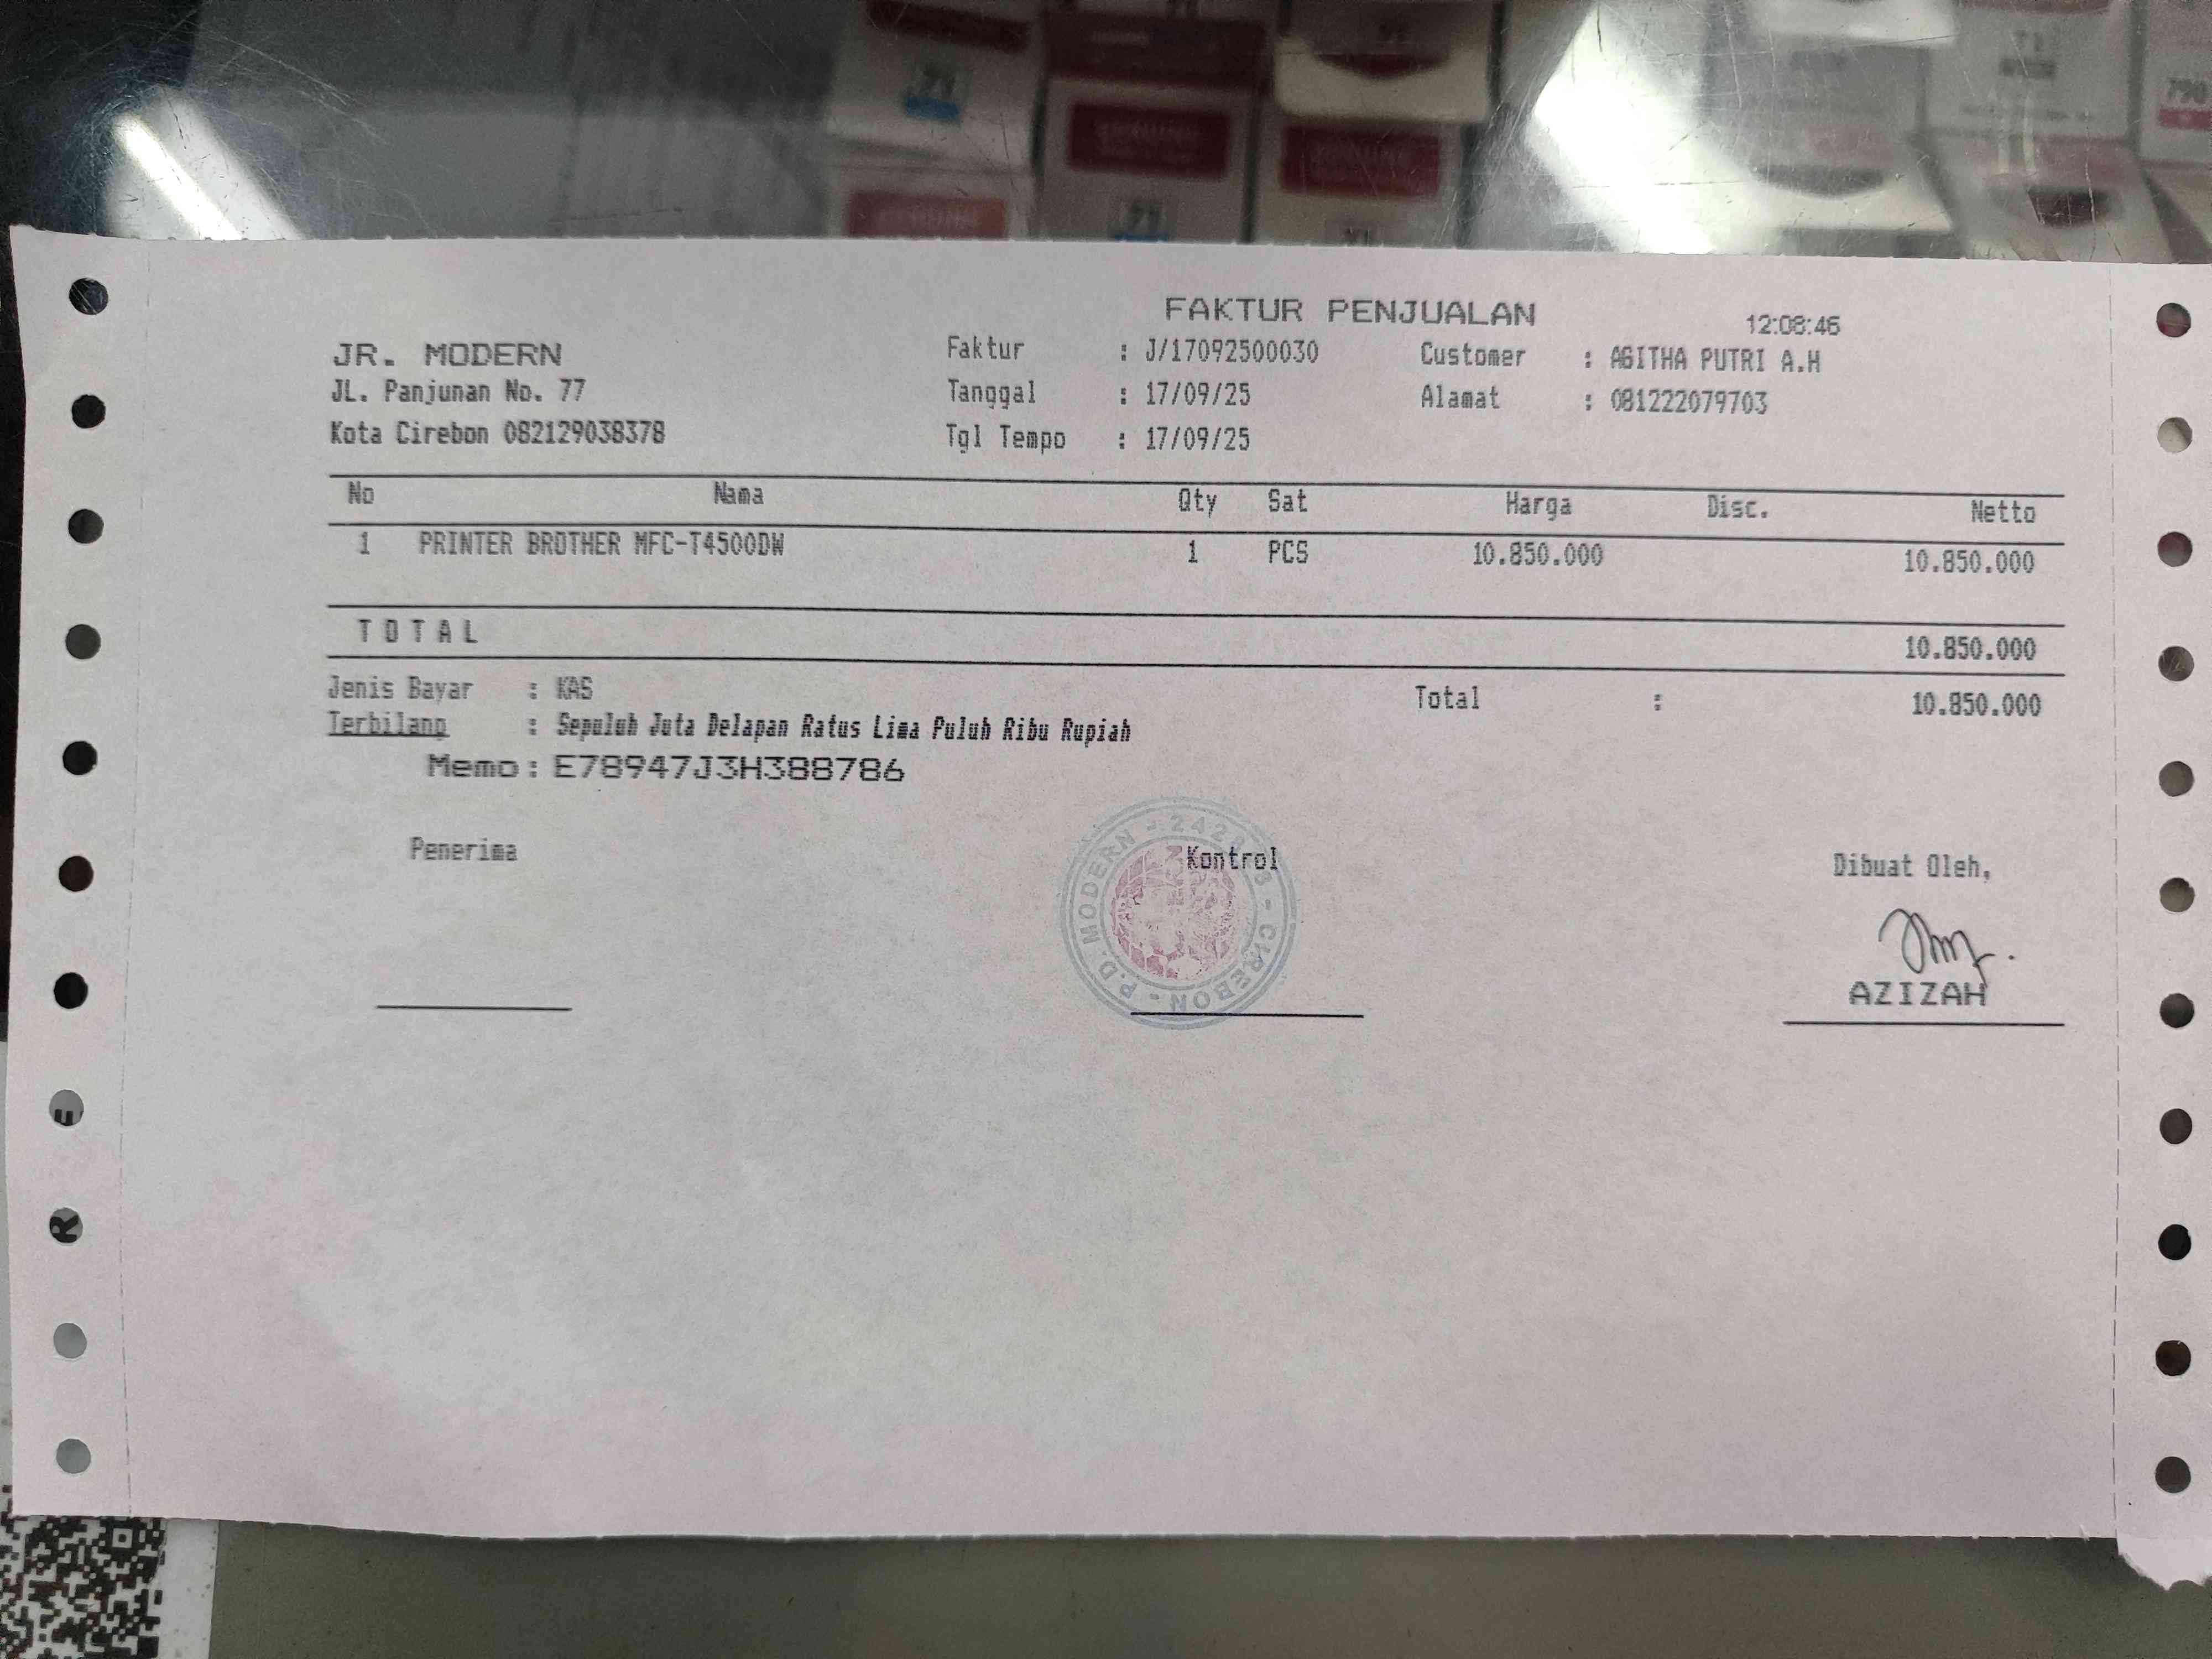 FAKTUR PENJUALAN
12:08:46
JR. MODERN
JL. Panjunan No. 77
Kota Cirebon 082129038378
Faktur : J/17092500030
Tanggal : 17/09/25
Tgl Tempo : 17/09/25
Customer : AGITHA PUTRI A.H
Alamat : 081222079703
No Nama Qty Sat Harga Disc. Netto
1 PRINTER BROTHER MFC-T4500DW 1 PCS 10.850.000 10.850.000
T O T A L 10.850.000
Jenis Bayar : KAS
Total : 10.850.000
Terbilang : Sepuluh Juta Delapan Ratus Lima Puluh Ribu Rupiah
Memo : E78947J3H388786
Penerima
Kontrol
Dibuat Oleh,
P.D. MODERN - CIREBON
AZIZAH